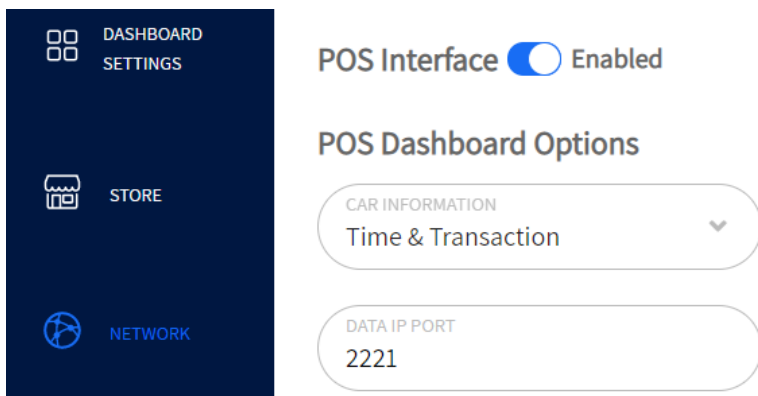 DASHBOARD
SETTINGS
STORE
NETWORK
POS Interface Enabled
POS Dashboard Options
CAR INFORMATION
Time & Transaction
DATA IP PORT
2221